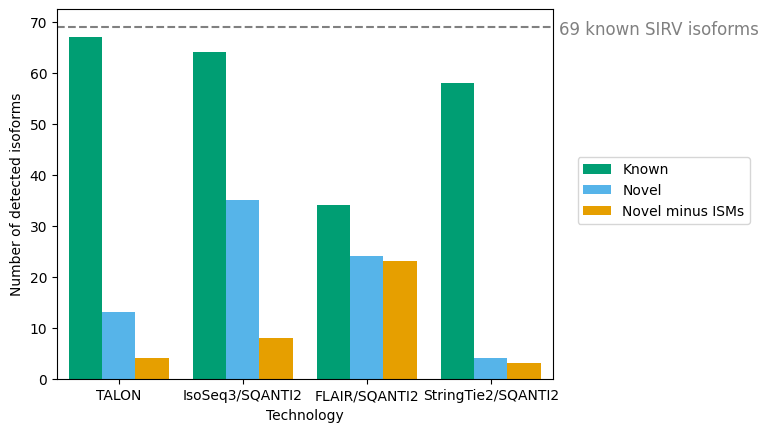 69 known SIRV isoforms
Number of detected isoforms
70
60
50
40
30
20
10
0
TALON
IsoSeq3/SQANTI2
FLAIR/SQANTI2
StringTie2/SQANTI2
Technology
Known
Novel
Novel minus ISMs